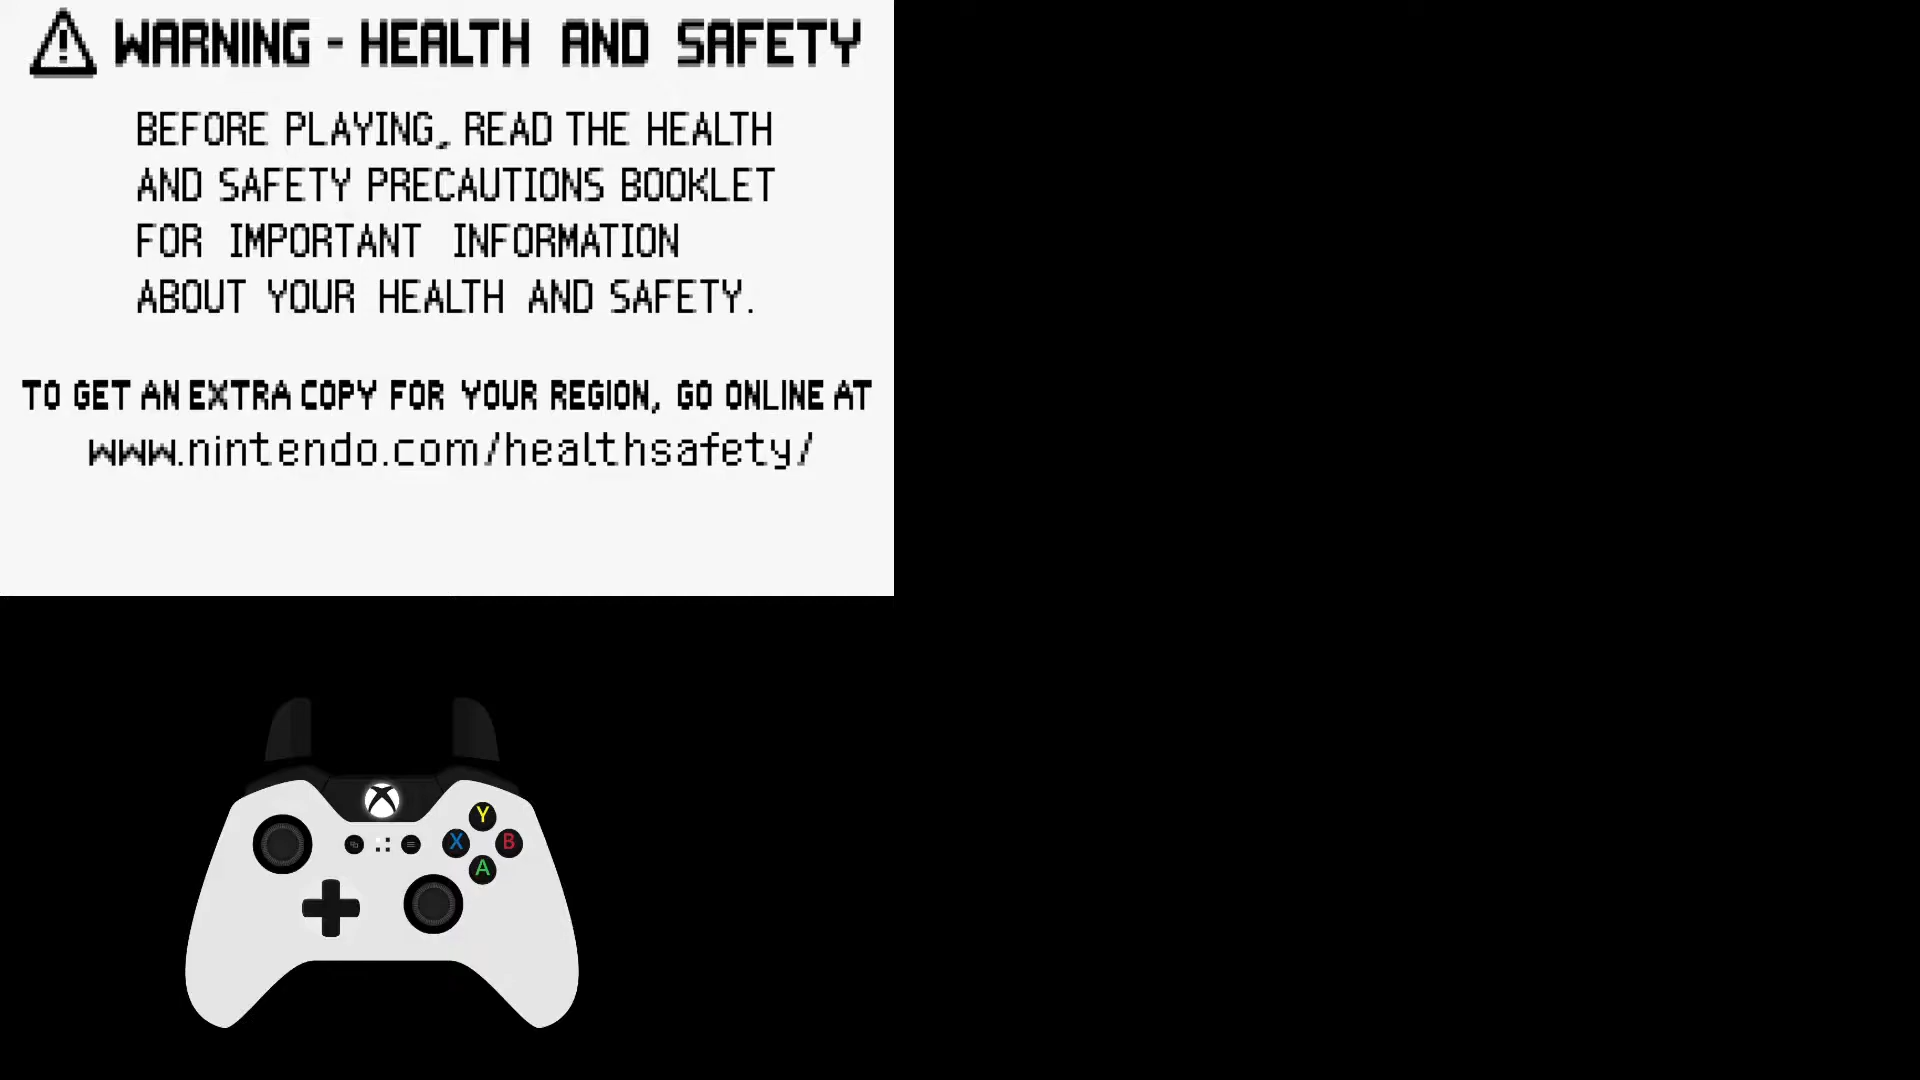 WARNING - HEALTH AND SAFETY
BEFORE PLAYING, READ THE HEALTH
AND SAFETY PRECAUTIONS BOOKLET
FOR IMPORTANT INFORMATION
ABOUT YOUR HEALTH AND SAFETY.
TO GET AN EXTRA COPY FOR YOUR REGION, GO ONLINE AT
www.nintendo.com/healthsafety/
Y
X B
A